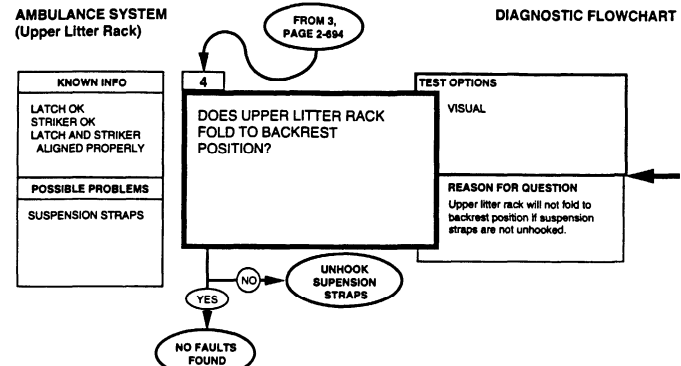 AMBULANCE SYSTEM
(Upper Litter Rack)
FROM 3,
PAGE 2-694
DIAGNOSTIC FLOWCHART
KNOWN INFO
LATCH OK
STRIKER OK
LATCH AND STRIKER
ALIGNED PROPERLY
POSSIBLE PROBLEMS
SUSPENSION STRAPS
4
DOES UPPER LITTER RACK
FOLD TO BACKREST
POSITION?
TEST OPTIONS
VISUAL
REASON FOR QUESTION
Upper litter rack will not fold to
backrest position if suspension
straps are not unhooked.
NO
UNHOOK
SUPENSION
STRAPS
YES
NO FAULTS
FOUND